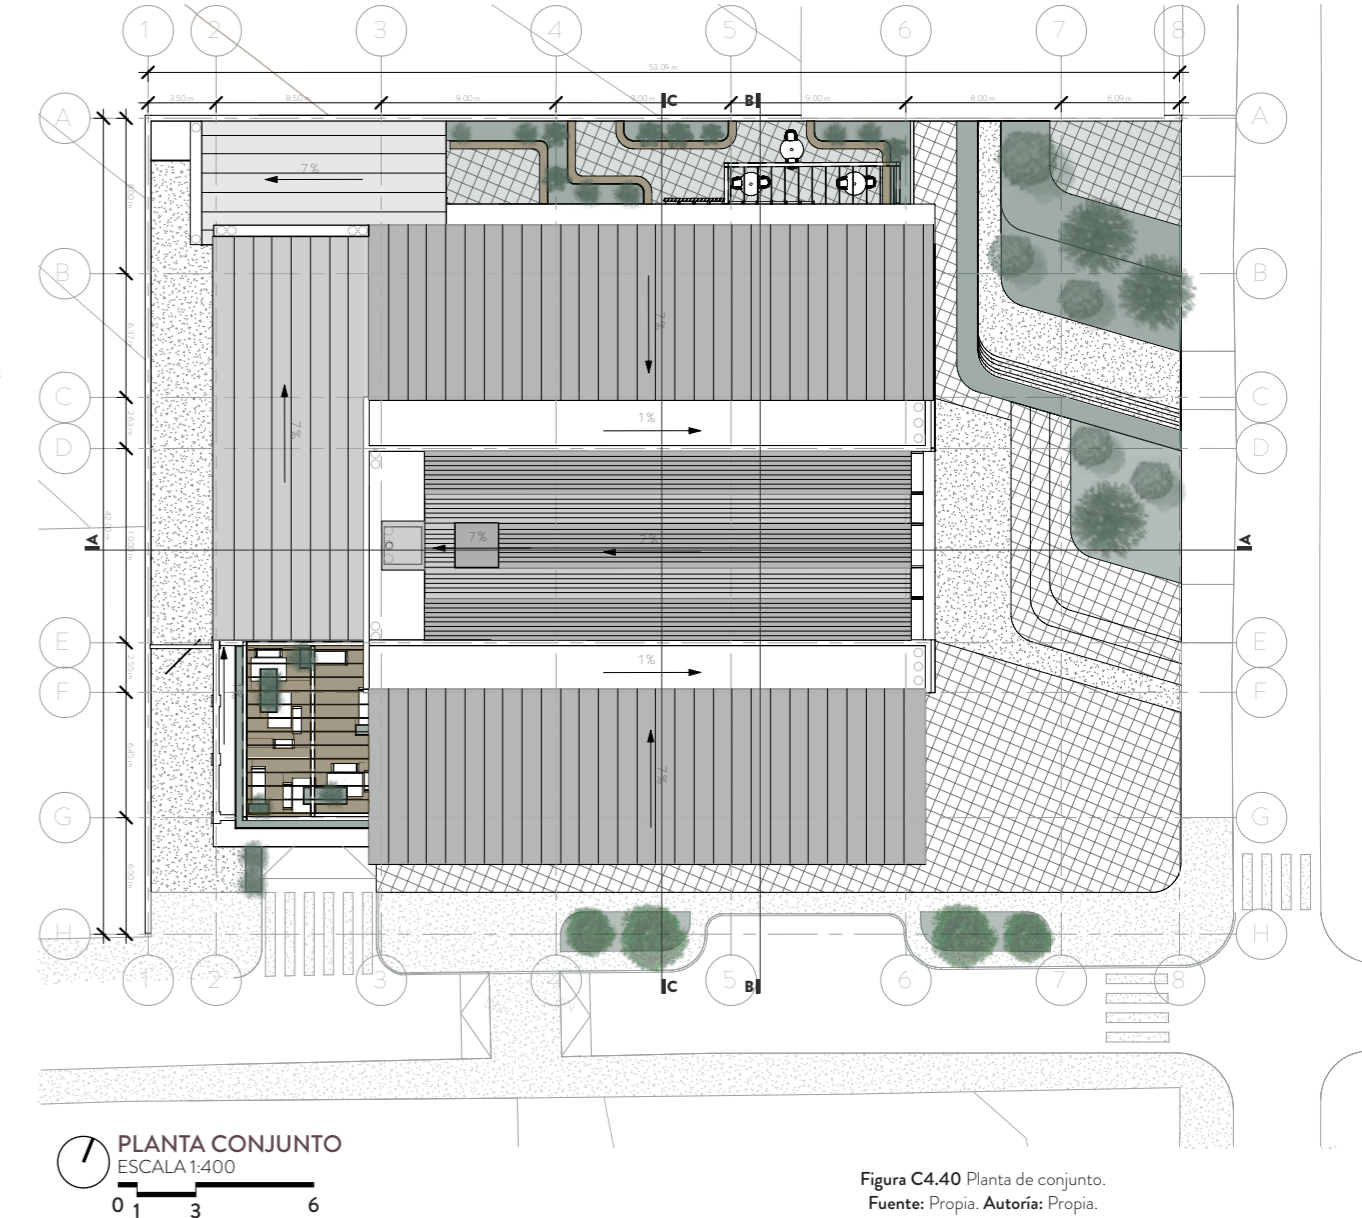 1 2 3 4 5 6 7 8
53.09 m
3.50 m 8.50 m 9.00 m 9.00 m 9.00 m 8.00 m 6.09 m
C B
A A
7%
B B
7%
C C
1%
7%
D D
7% 2%
A A
E E
1%
F F
7%
G G
H H
1 2 3 4 5 6 7 8
C B
PLANTA CONJUNTO
ESCALA 1:400
0 1 3 6
Figura C4.40 Planta de conjunto.
Fuente: Propia. Autoría: Propia.